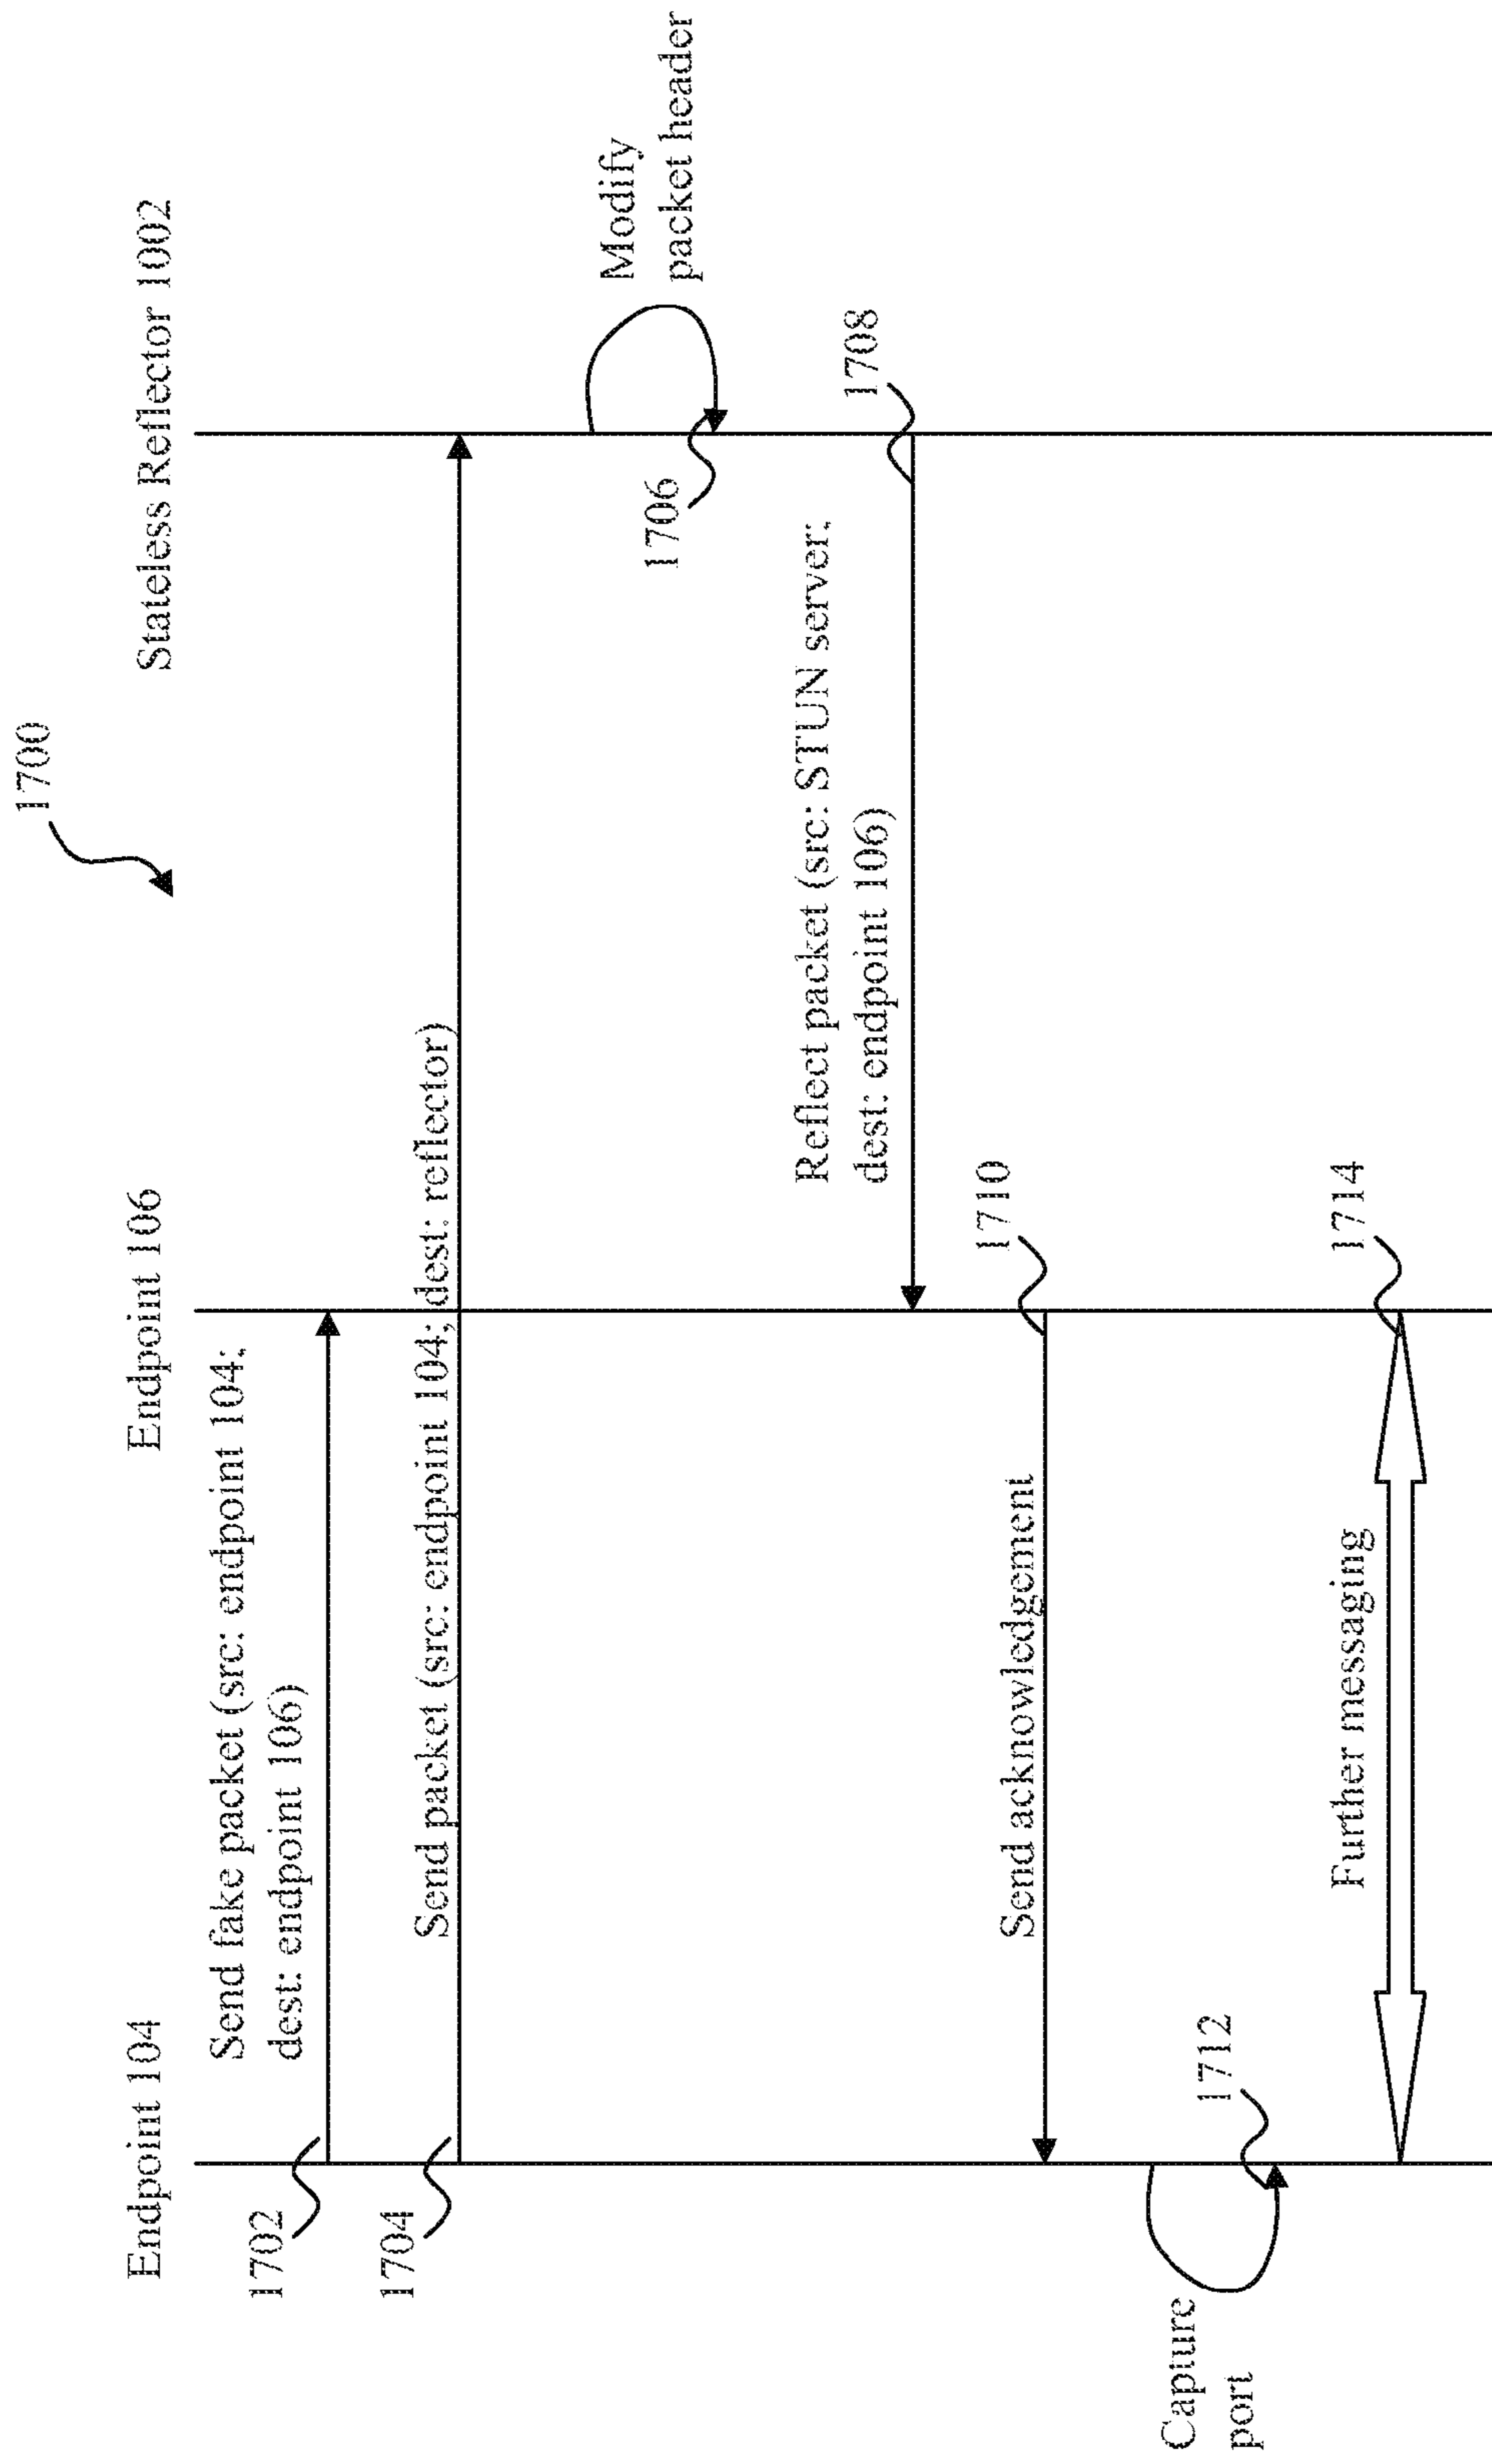 1700
Endpoint 104
Endpoint 106
Stateless Reflector 1002
Send fake packet (src: endpoint 104;
dest: endpoint 106)
1702
Send packet (src: endpoint 104; dest: reflector)
1704
Modify
packet header
1706
Reflect packet (src: STUN server;
dest: endpoint 106)
1708
Send acknowledgement
1710
Capture
port
1712
Further messaging
1714